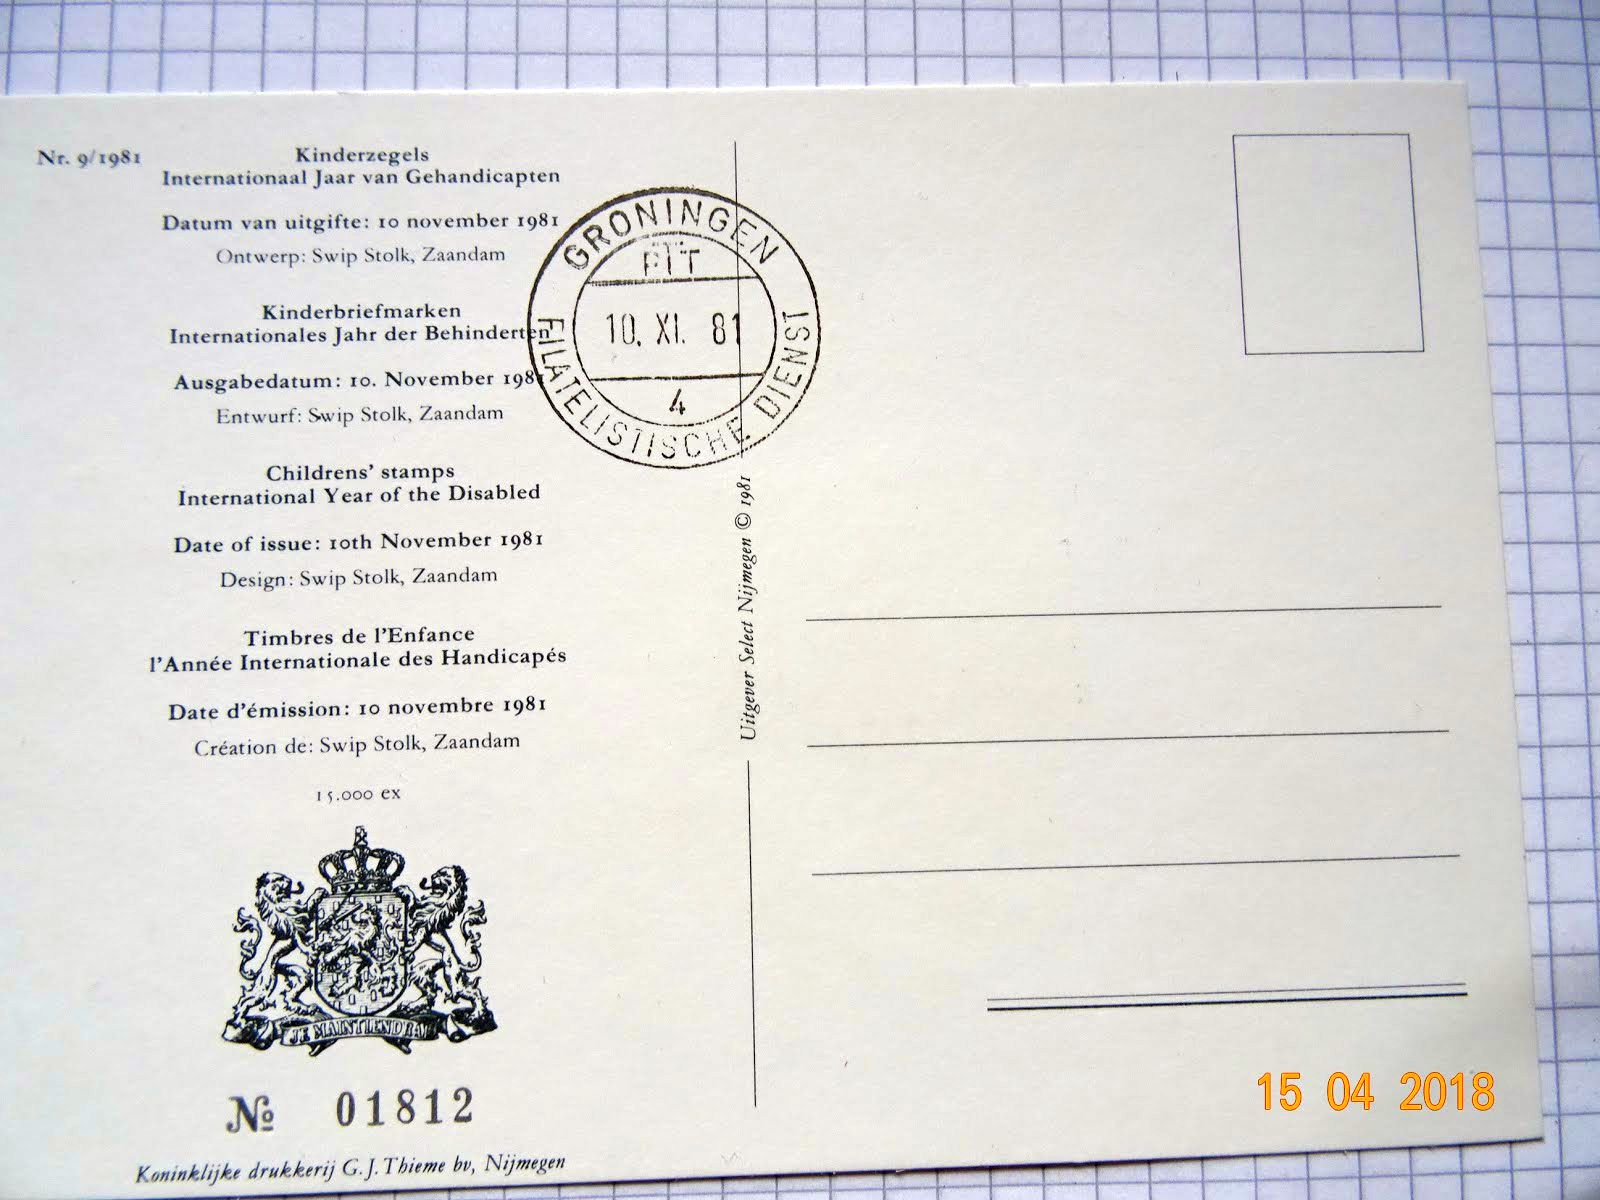 Nr. 9/1981
Kinderzegels
Internationaal Jaar van Gehandicapten
Datum van uitgifte: 10 november 1981
Ontwerp: Swip Stolk, Zaandam
Kinderbriefmarken
Internationales Jahr der Behinderten
Ausgabedatum: 10. November 1981
Entwurf: Swip Stolk, Zaandam
Childrens' stamps
International Year of the Disabled
Date of issue: 10th November 1981
Design: Swip Stolk, Zaandam
Timbres de l'Enfance
l'Année Internationale des Handicapés
Date d'émission: 10 novembre 1981
Création de: Swip Stolk, Zaandam
15.000 ex
JE MAINTIENDRAI
№ 01812
Koninklijke drukkerij G.J. Thieme bv, Nijmegen
GRONINGEN
PTT
10. XI. 81
4
FILATELISTISCHE DIENST
Uitgever Select Nijmegen © 1981
15 04 2018